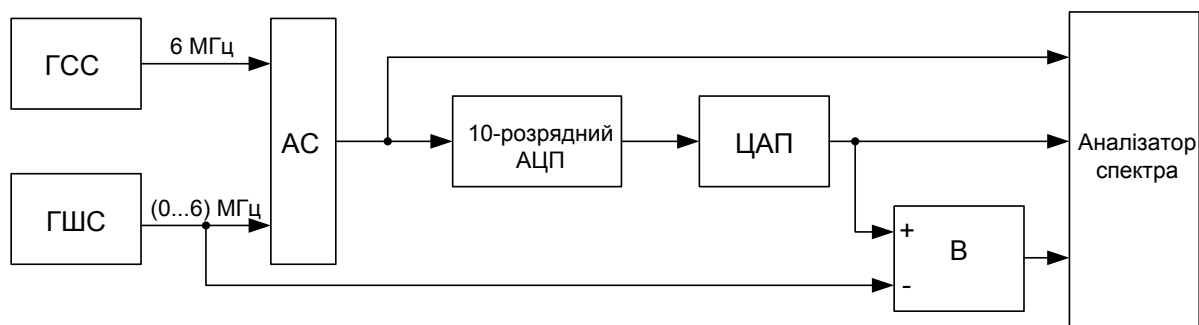 ГСС
6 МГц
АС
10-розрядний
АЦП
ЦАП
Аналізатор
спектра
ГШС
(0...6) МГц
+
В
-